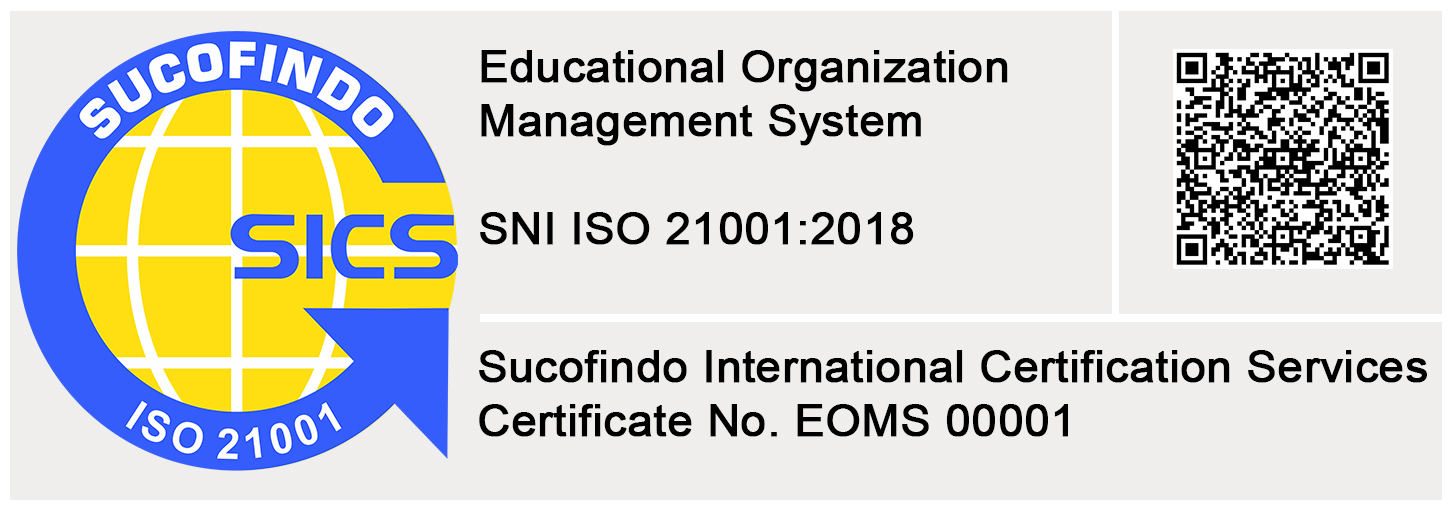 SUCOFINDO
SICS
ISO 21001
Educational Organization
Management System
SNI ISO 21001:2018
Sucofindo International Certification Services
Certificate No. EOMS 00001